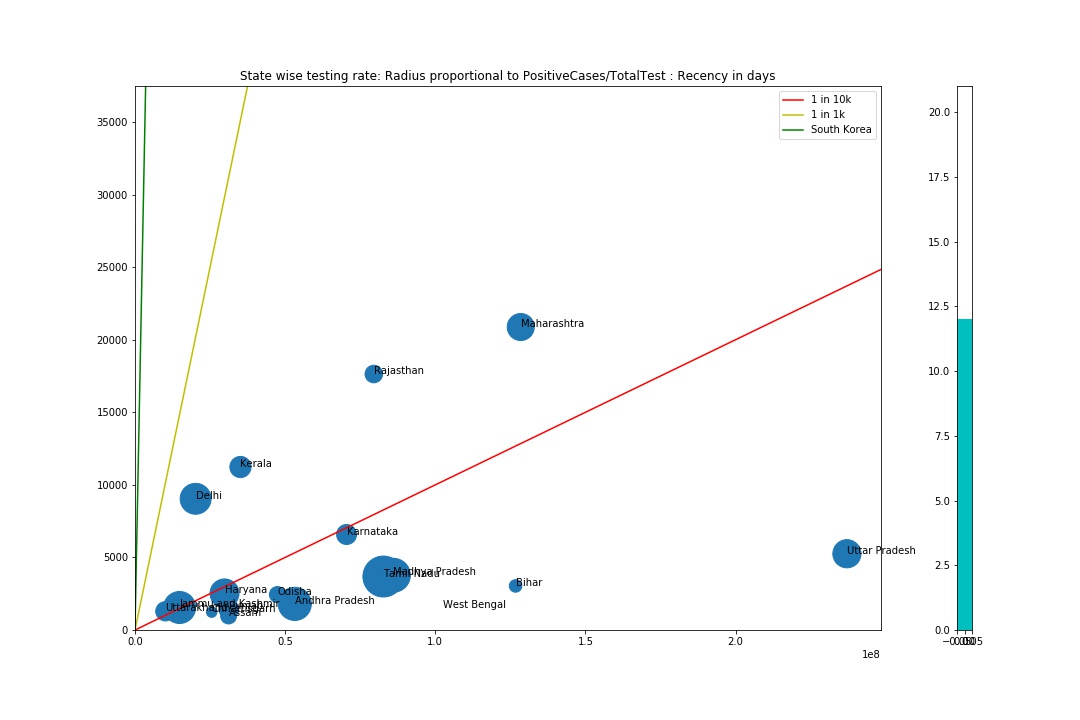 State wise testing rate: Radius proportional to PositiveCases/TotalTest : Recency in days
1 in 10k
1 in 1k
South Korea
35000
30000
25000
20000
15000
10000
5000
0
Maharashtra
Rajasthan
Kerala
Delhi
Karnataka
Uttar Pradesh
Madhya Pradesh
Tamil Nadu
Bihar
Haryana
Odisha
Andhra Pradesh
West Bengal
Jammu and Kashmir
Uttarakhand
Assam
0.0
0.5
1.0
1.5
2.0
1e8
20.0
17.5
15.0
12.5
10.0
7.5
5.0
2.5
0.0